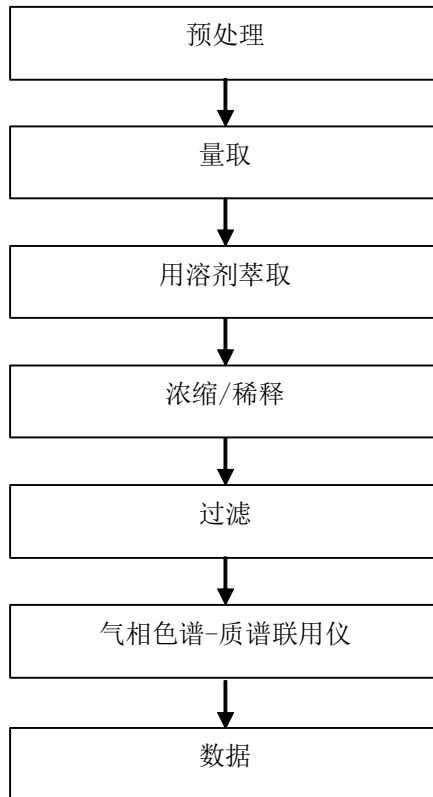 预处理
量取
用溶剂萃取
浓缩/稀释
过滤
气相色谱-质谱联用仪
数据